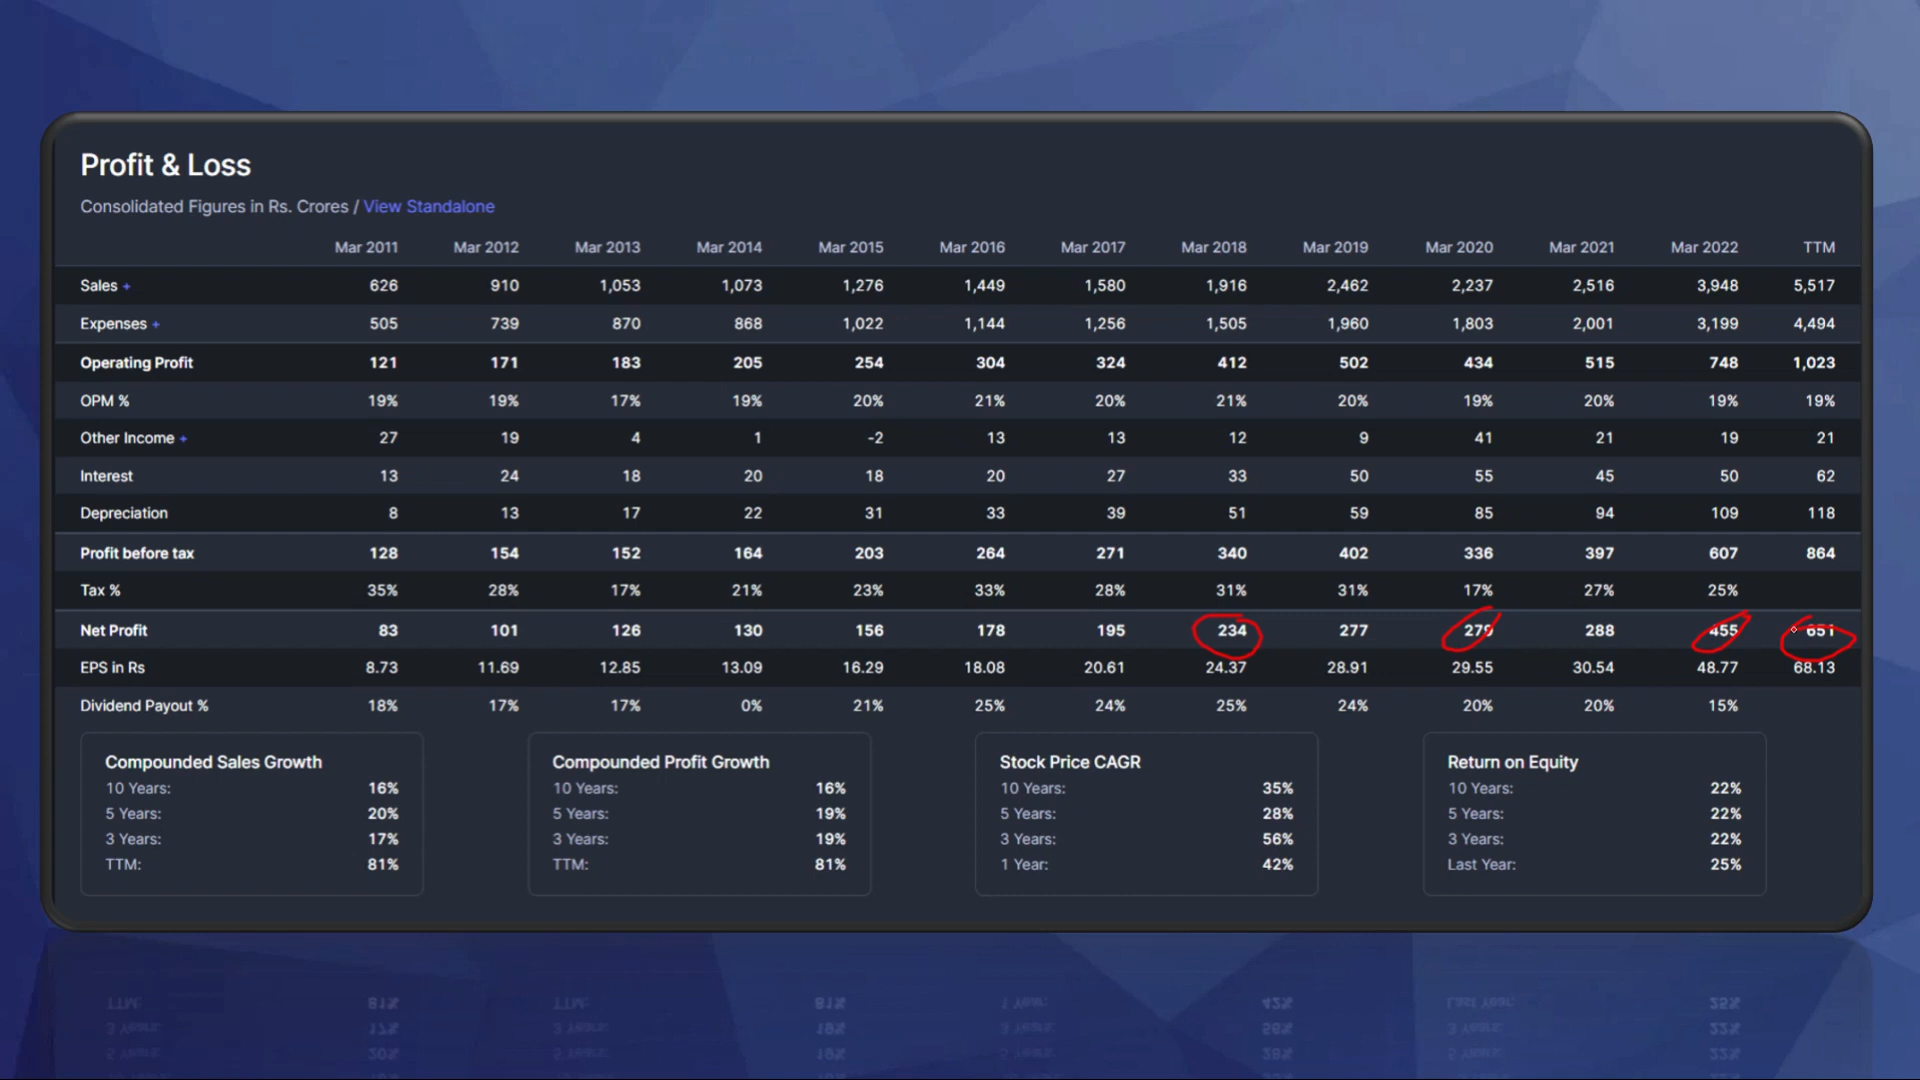 Profit & Loss
Consolidated Figures in Rs. Crores / View Standalone
Mar 2011 Mar 2012 Mar 2013 Mar 2014 Mar 2015 Mar 2016 Mar 2017 Mar 2018 Mar 2019 Mar 2020 Mar 2021 Mar 2022 TTM
Sales + 626 910 1,053 1,073 1,276 1,449 1,580 1,916 2,462 2,237 2,516 3,948 5,517
Expenses + 505 739 870 868 1,022 1,144 1,256 1,505 1,960 1,803 2,001 3,199 4,494
Operating Profit 121 171 183 205 254 304 324 412 502 434 515 748 1,023
OPM % 19% 19% 17% 19% 20% 21% 20% 21% 20% 19% 20% 19% 19%
Other Income + 27 19 4 1 -2 13 13 12 9 41 21 19 21
Interest 13 24 18 20 18 20 27 33 50 55 45 50 62
Depreciation 8 13 17 22 31 33 39 51 59 85 94 109 118
Profit before tax 128 154 152 164 203 264 271 340 402 336 397 607 864
Tax % 35% 28% 17% 21% 23% 33% 28% 31% 31% 17% 27% 25%
Net Profit 83 101 126 130 156 178 195 234 277 279 288 455 651
EPS in Rs 8.73 11.69 12.85 13.09 16.29 18.08 20.61 24.37 28.91 29.55 30.54 48.77 68.13
Dividend Payout % 18% 17% 17% 0% 21% 25% 24% 25% 24% 20% 20% 15%
Compounded Sales Growth
10 Years: 16%
5 Years: 20%
3 Years: 17%
TTM: 81%
Compounded Profit Growth
10 Years: 16%
5 Years: 19%
3 Years: 19%
TTM: 81%
Stock Price CAGR
10 Years: 35%
5 Years: 28%
3 Years: 56%
1 Year: 42%
Return on Equity
10 Years: 22%
5 Years: 22%
3 Years: 22%
Last Year: 25%